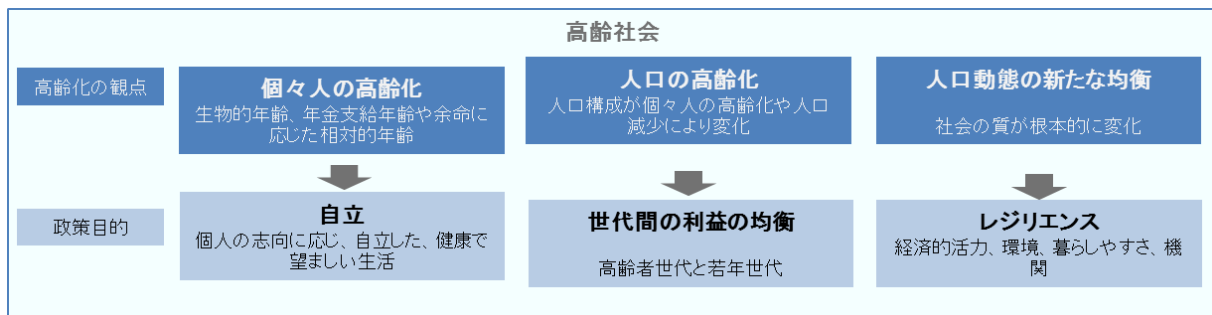 高齢社会
高齢化の観点
個々人の高齢化
生物的年齢、年金支給年齢や余命に
応じた相対的年齢
人口の高齢化
人口構成が個々人の高齢化や人口
減少により変化
人口動態の新たな均衡
社会の質が根本的に変化
政策目的
自立
個人の志向に応じ、自立した、健康で
望ましい生活
世代間の利益の均衡
高齢者世代と若年世代
レジリエンス
経済的活力、環境、暮らしやすさ、機
関